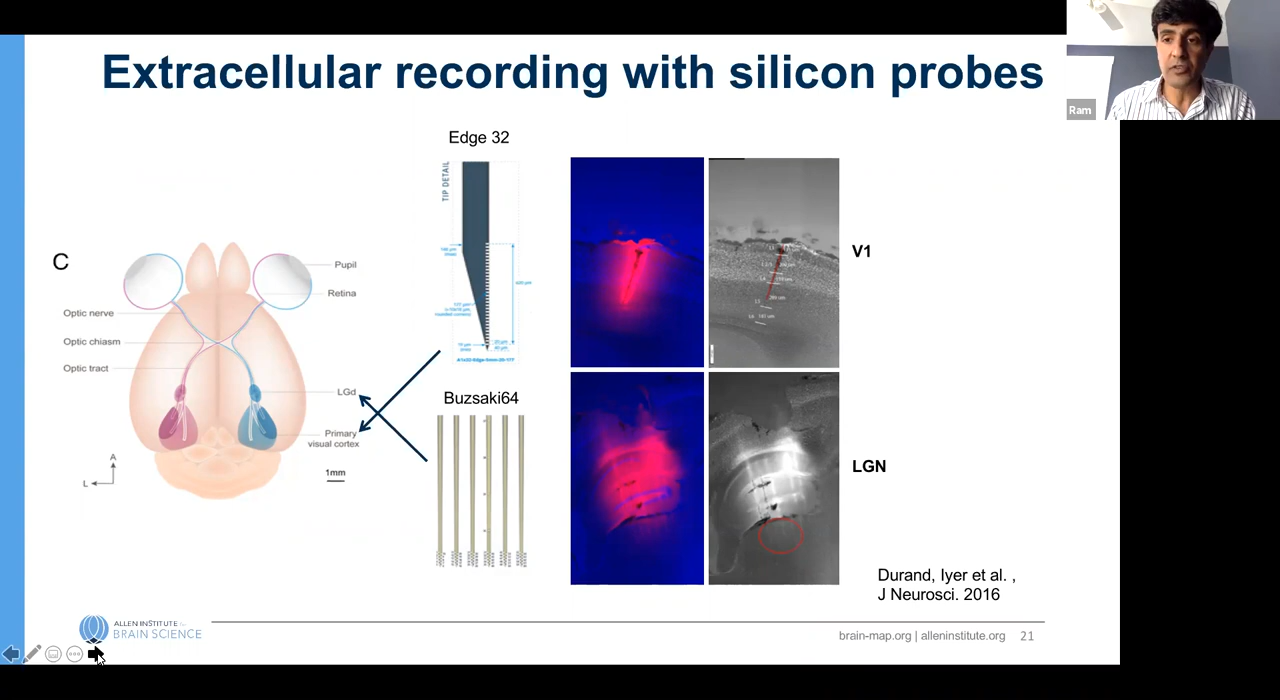 Extracellular recording with silicon probes
Ram
Edge 32
TIP DETAIL
C
Pupil
Retina
Optic nerve
Optic chiasm
Optic tract
LGd
Primary
visual cortex
A
L
1mm
Buzsaki64
V1
LGN
Durand, Iyer et al. ,
J Neurosci. 2016
ALLEN INSTITUTE for
BRAIN SCIENCE
brain-map.org | alleninstitute.org
21